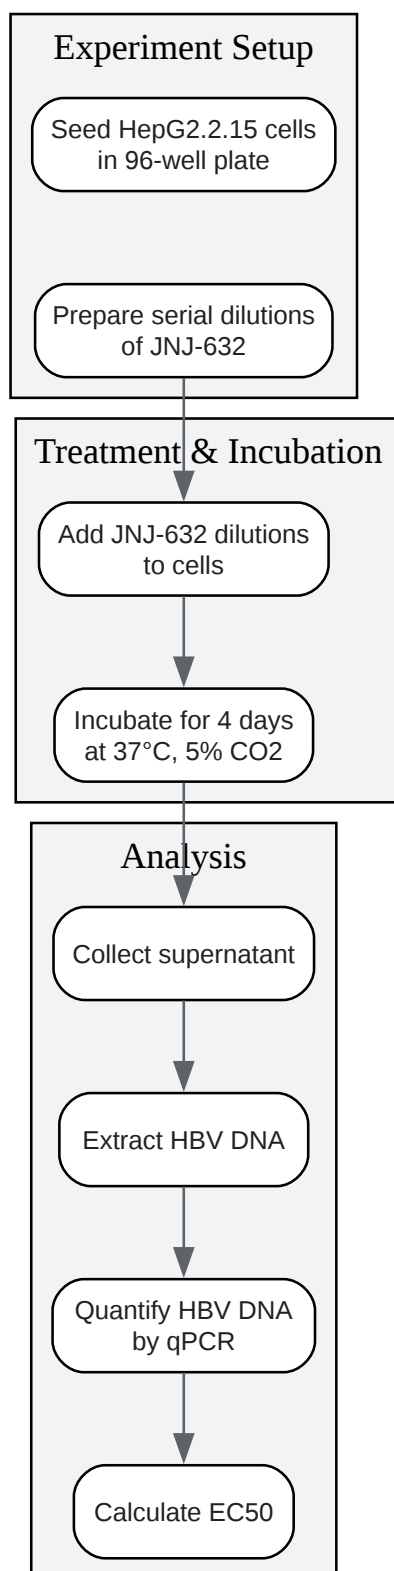 Experiment Setup
Seed HepG2.2.15 cells
in 96-well plate
Prepare serial dilutions
of JNJ-632
Treatment & Incubation
Add JNJ-632 dilutions
to cells
Incubate for 4 days
at 37°C, 5% CO2
Analysis
Collect supernatant
Extract HBV DNA
Quantify HBV DNA
by qPCR
Calculate EC50